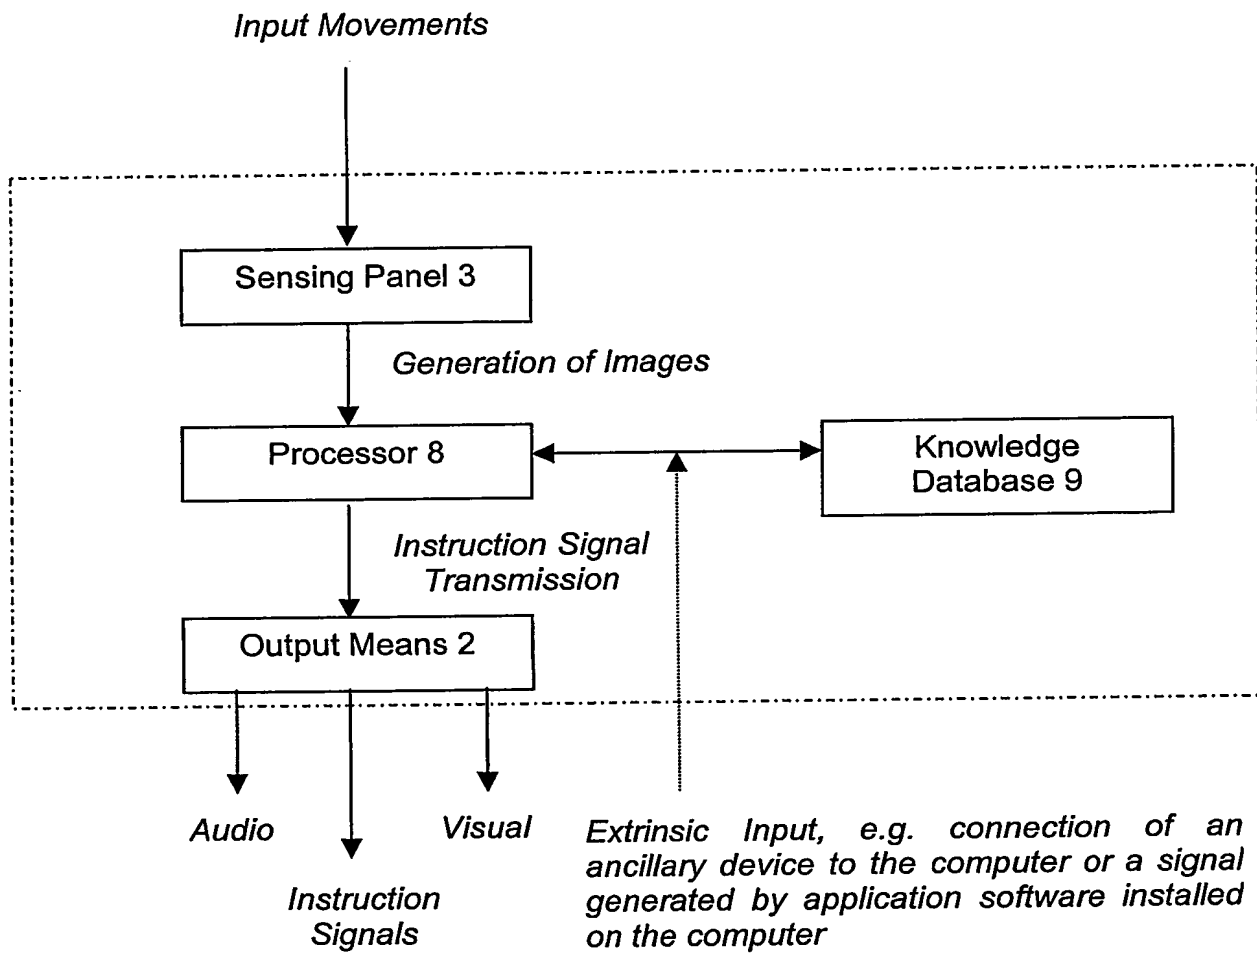 Input Movements
Sensing Panel 3
Generation of Images
Processor 8
Knowledge
Database 9
Instruction Signal
Transmission
Output Means 2
Audio
Visual
Instruction
Signals
Extrinsic Input, e.g. connection of an
ancillary device to the computer or a signal
generated by application software installed
on the computer